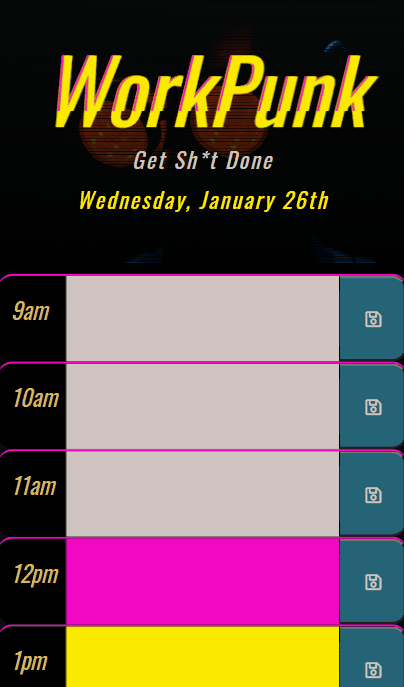 WorkPunk
Get Sh*t Done
Wednesday, January 26th
9am
10am
11am
12pm
1pm